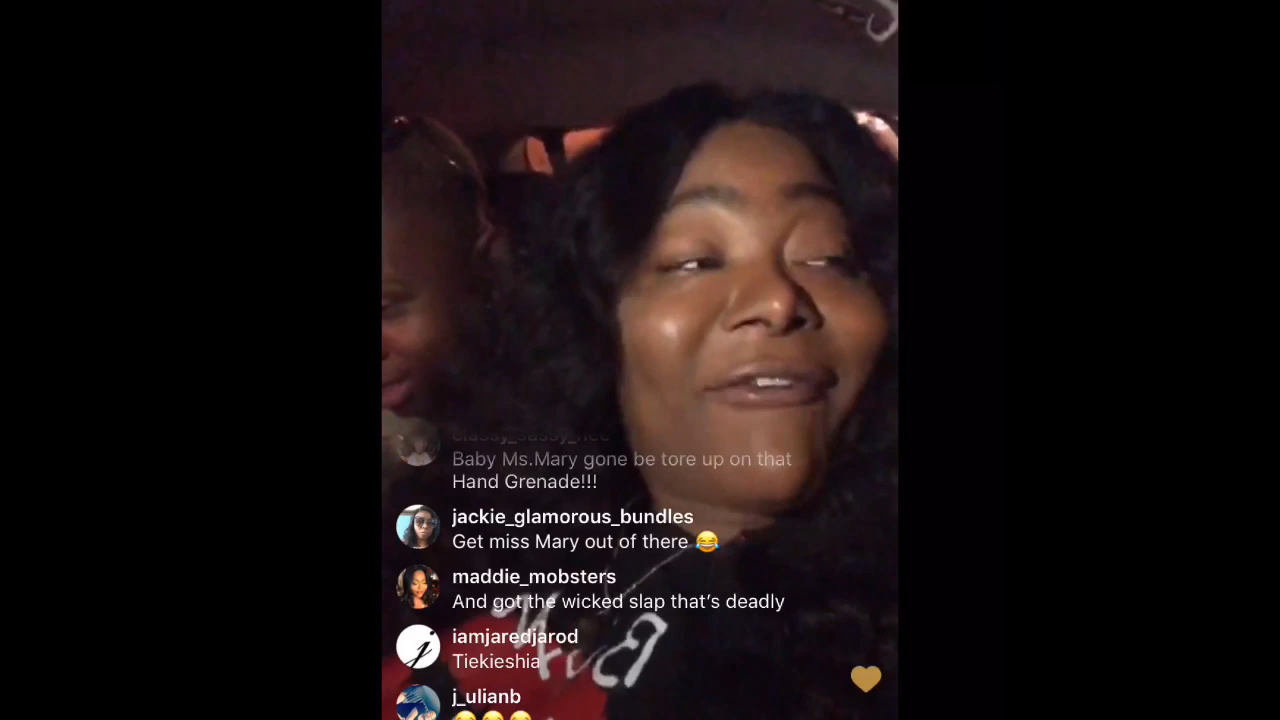 classy_sassy_nee
Baby Ms.Mary gone be tore up on that
Hand Grenade!!!
jackie_glamorous_bundles
Get miss Mary out of there 😂
maddie_mobsters
And got the wicked slap that’s deadly
iamjaredjarod
Tiekieshia
j_ulianb
😂😂😂